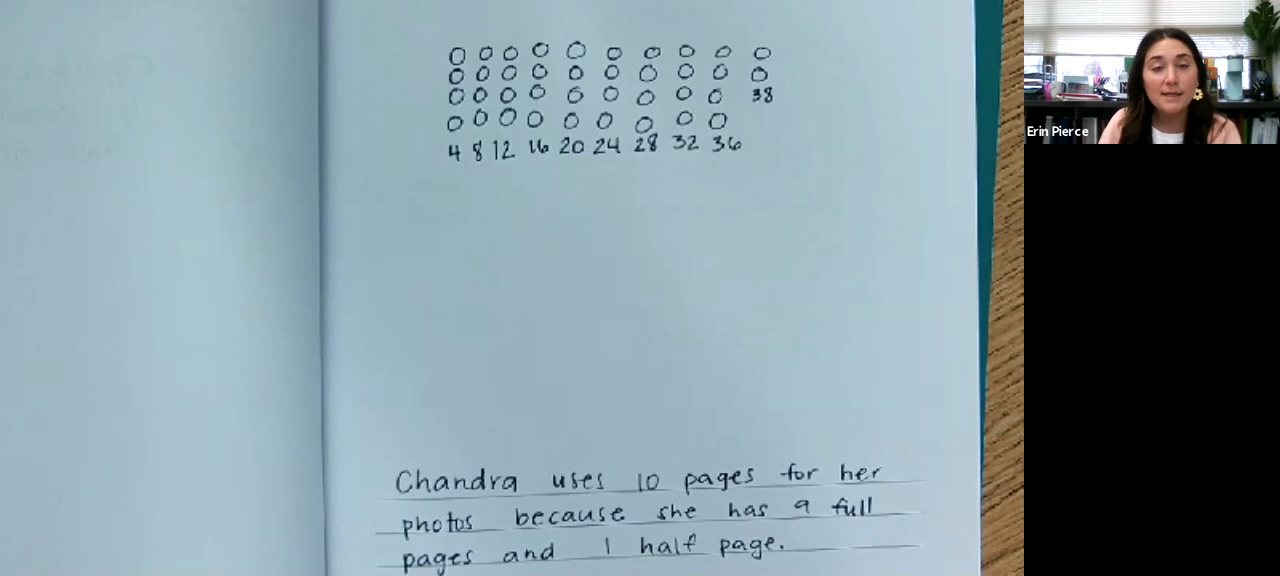 38
4 8 12 16 20 24 28 32 36
Chandra uses 10 pages for her
photos because she has 9 full
pages and 1 half page.
Erin Pierce